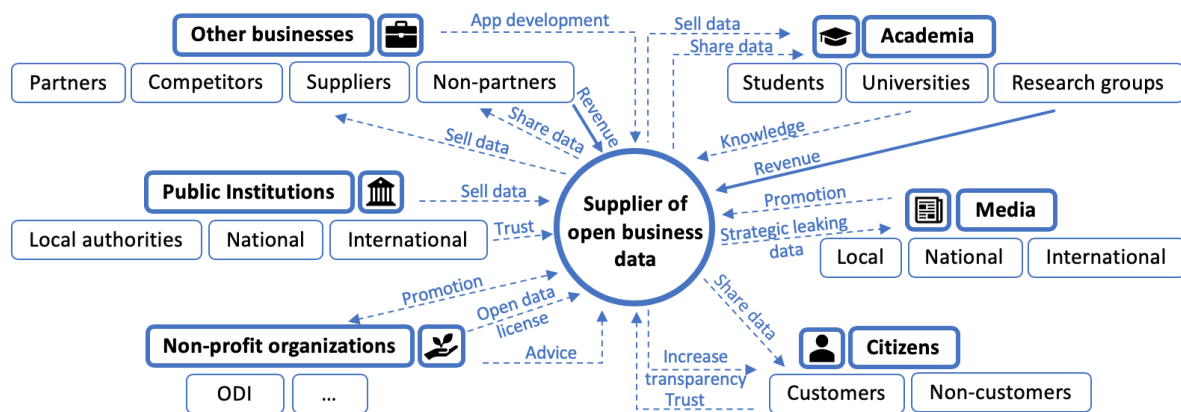 App development
Sell data
Share data
Other businesses
Academia
Partners
Competitors
Suppliers
Non-partners
Students
Universities
Research groups
Revenue
Share data
Sell data
Knowledge
Revenue
Public Institutions
Sell data
Trust
Local authorities
National
International
Supplier of
open business
data
Promotion
Strategic leaking
data
Media
Local
National
International
Promotion
Open data
license
Advice
Non-profit organizations
ODI
...
Share data
Increase
transparency
Trust
Citizens
Customers
Non-customers